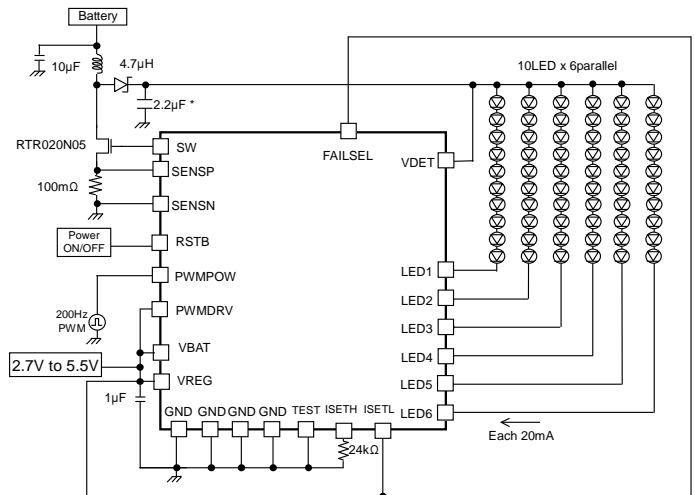 Battery
10µF
4.7µH
2.2µF *
10LED x 6parallel
RTR020N05
SW
FAILSEL
VDET
SENSP
100mΩ
SENSN
Power
ON/OFF
RSTB
PWMPOW
LED1
200Hz
PWM
PWMDRV
LED2
LED3
2.7V to 5.5V
VBAT
LED4
VREG
LED5
1µF
GND
GND
GND
GND
TEST
ISETH
ISETL
LED6
24kΩ
Each 20mA